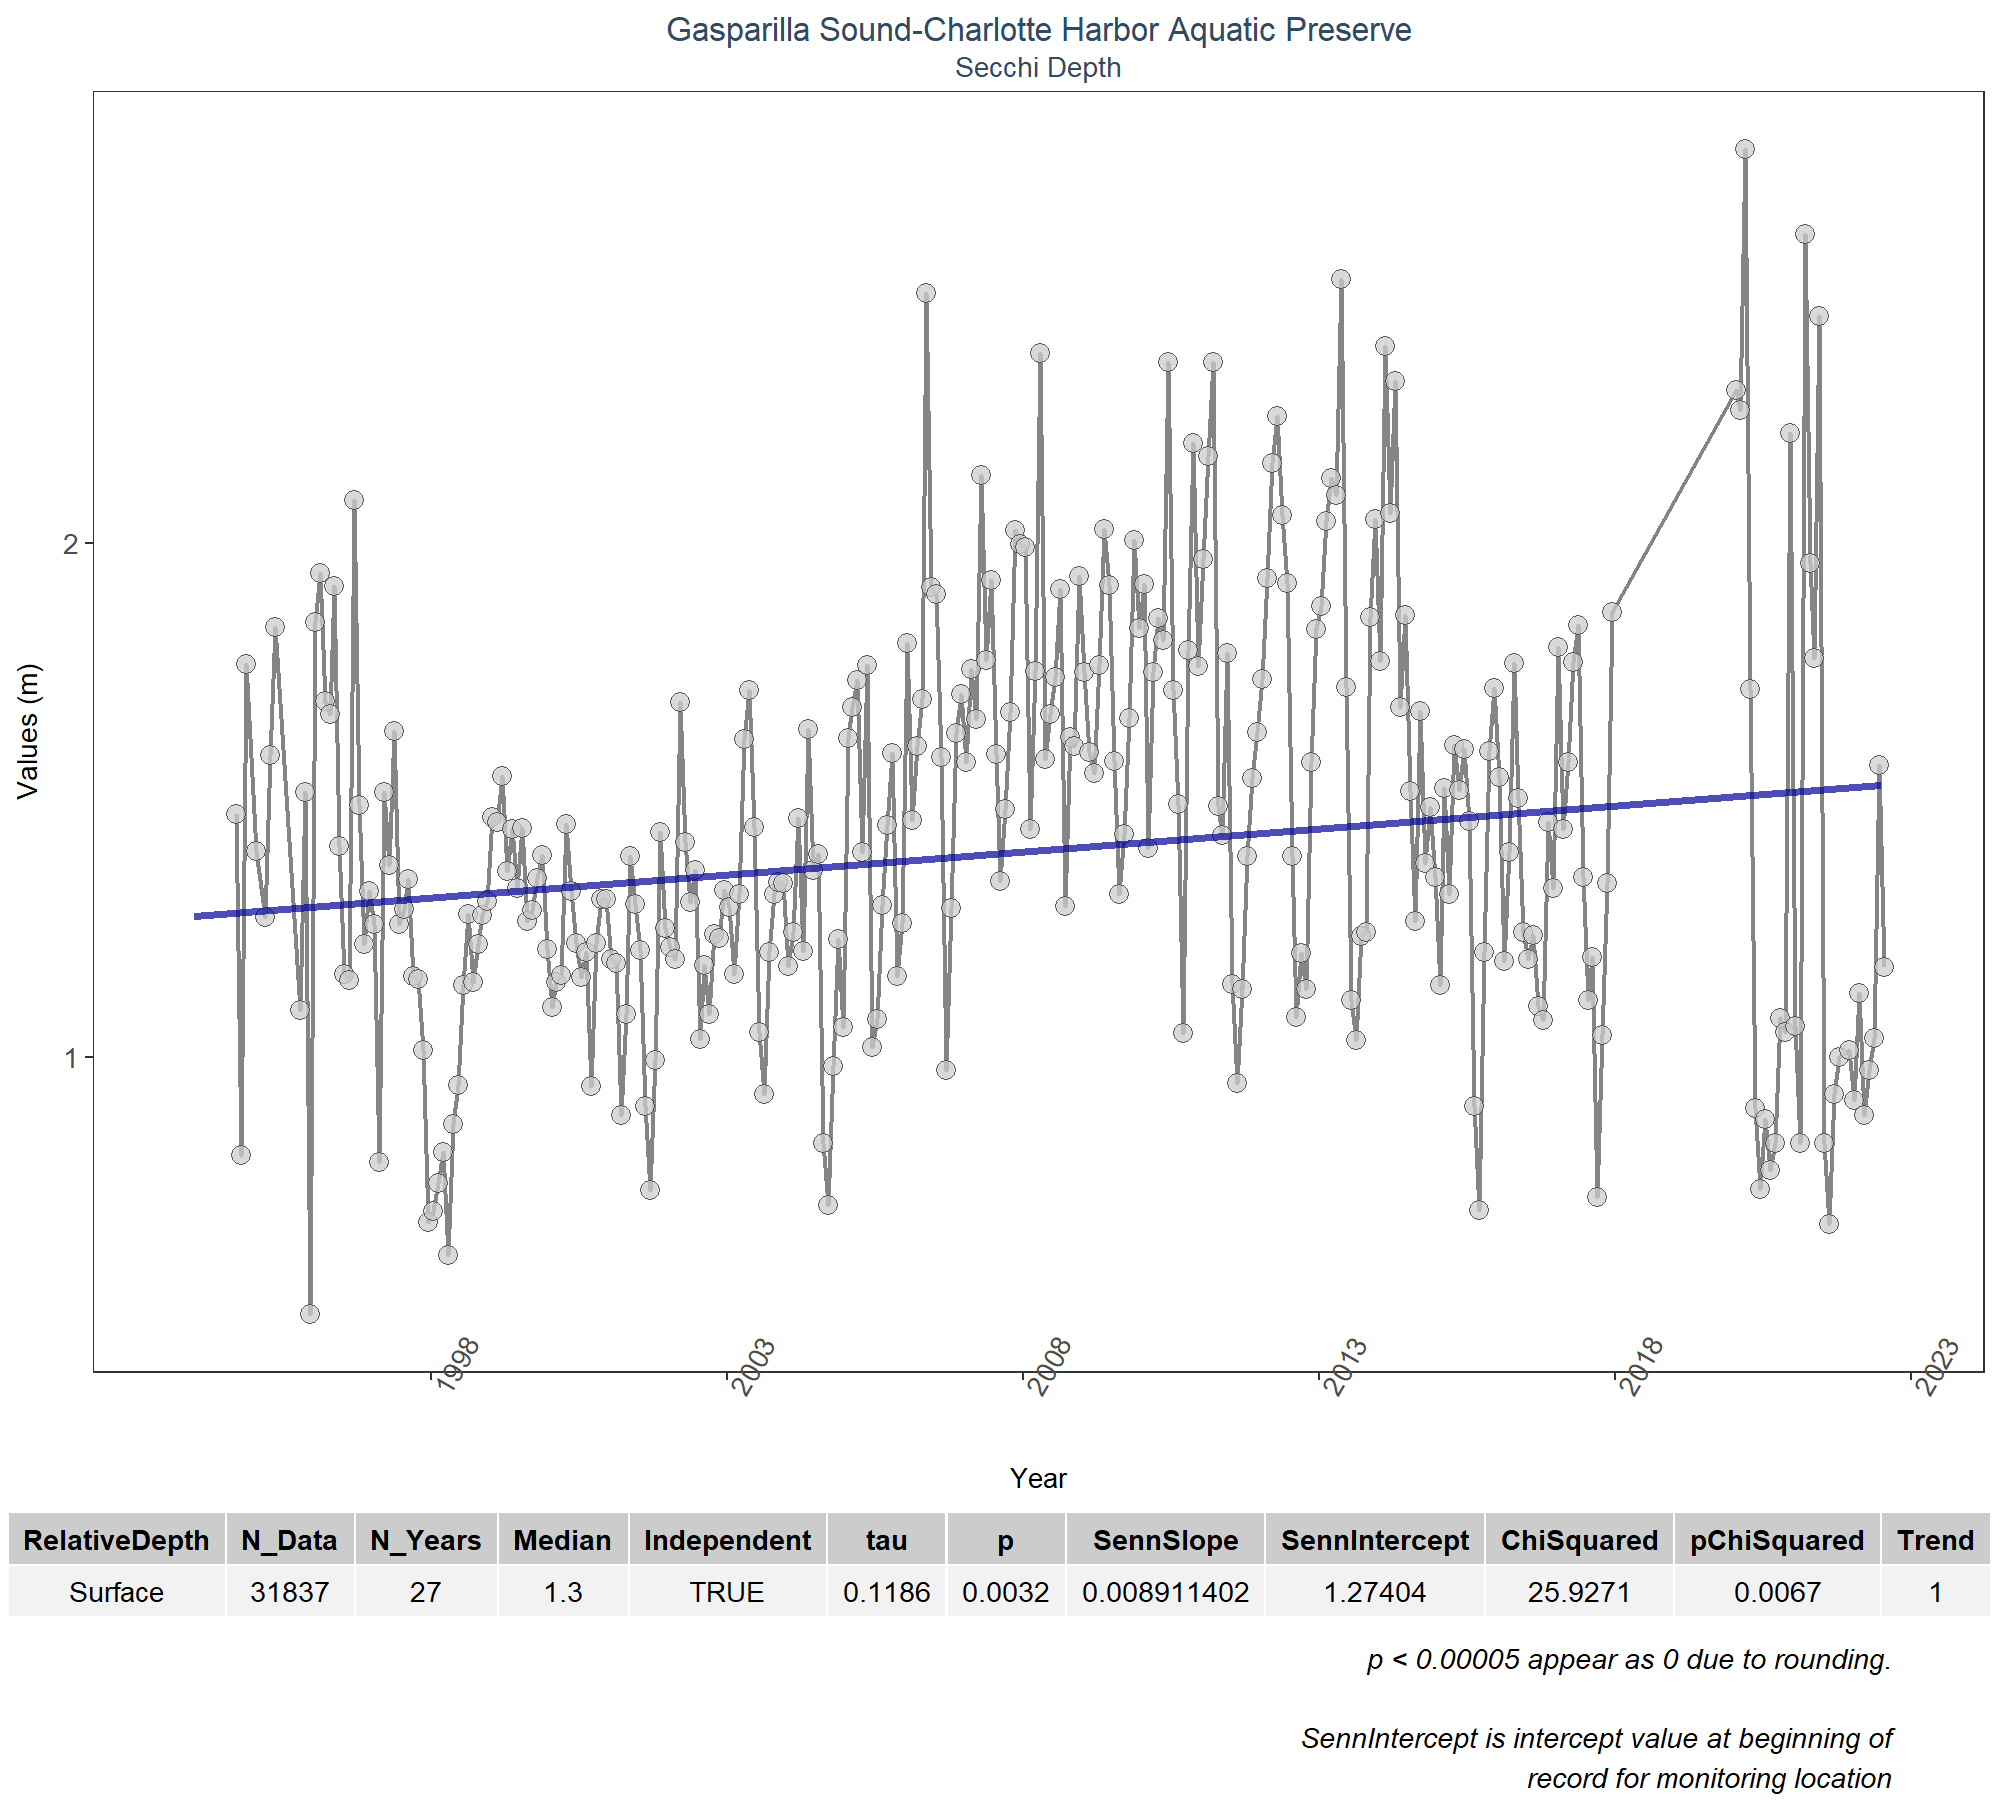 Gasparilla Sound-Charlotte Harbor Aquatic Preserve
Secchi Depth
Values (m)
2
1
1998 2003 2008 2013 2018 2023
Year
RelativeDepth N_Data N_Years Median Independent tau p SennSlope SennIntercept ChiSquared pChiSquared Trend
Surface 31837 27 1.3 TRUE 0.1186 0.0032 0.008911402 1.27404 25.9271 0.0067 1
p < 0.00005 appear as 0 due to rounding.
SennIntercept is intercept value at beginning of
record for monitoring location